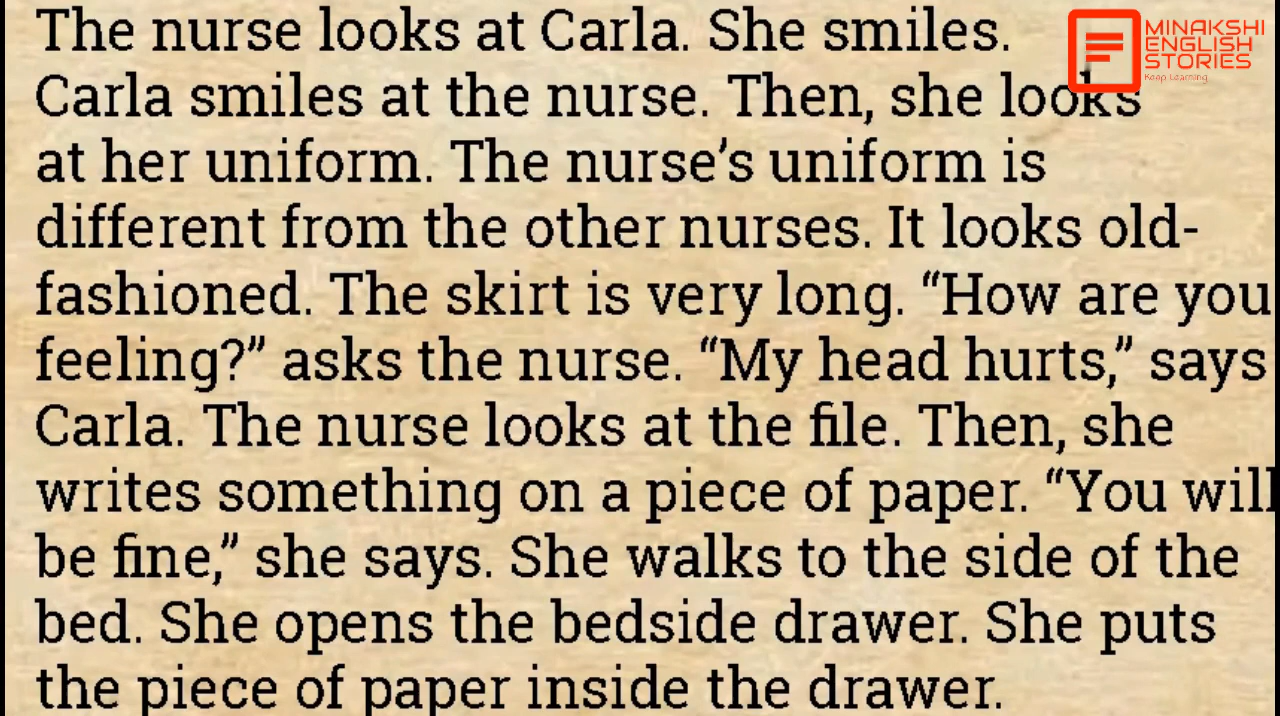 The nurse looks at Carla. She smiles.
Carla smiles at the nurse. Then, she looks
at her uniform. The nurse’s uniform is
different from the other nurses. It looks old-
fashioned. The skirt is very long. “How are you
feeling?” asks the nurse. “My head hurts,” says
Carla. The nurse looks at the file. Then, she
writes something on a piece of paper. “You will
be fine,” she says. She walks to the side of the
bed. She opens the bedside drawer. She puts
the piece of paper inside the drawer.
MINAKSHI
ENGLISH
STORIES
Keep Learning